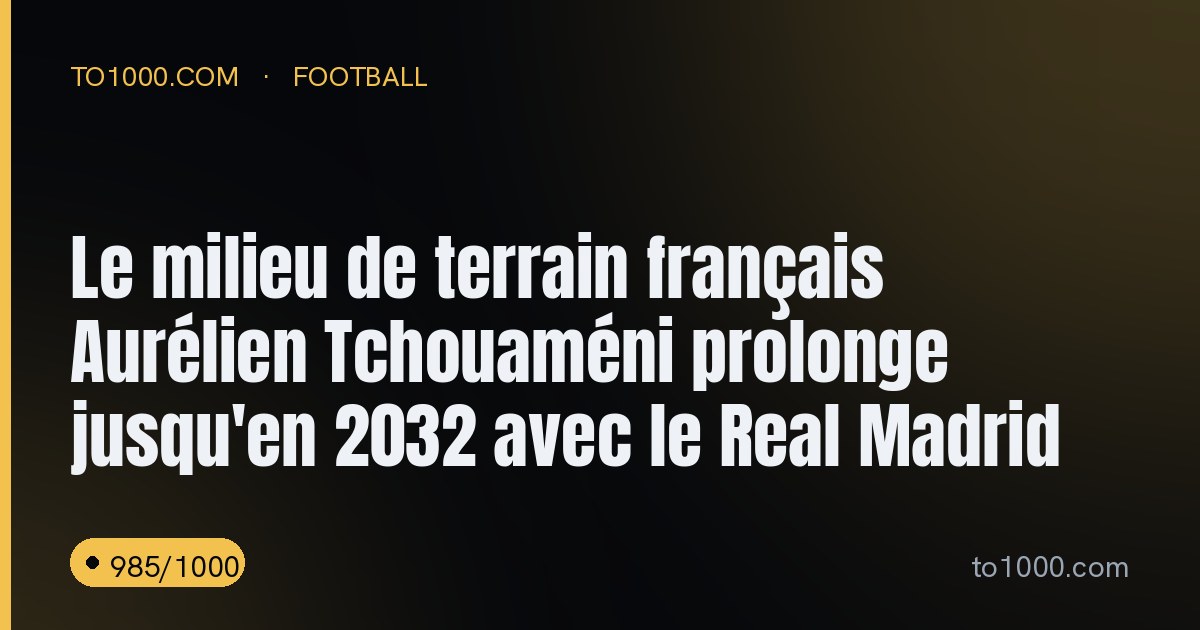 TO1000.COM · FOOTBALL
Le milieu de terrain français
Aurélien Tchouaméni prolonge
jusqu'en 2032 avec le Real Madrid
985/1000
to1000.com